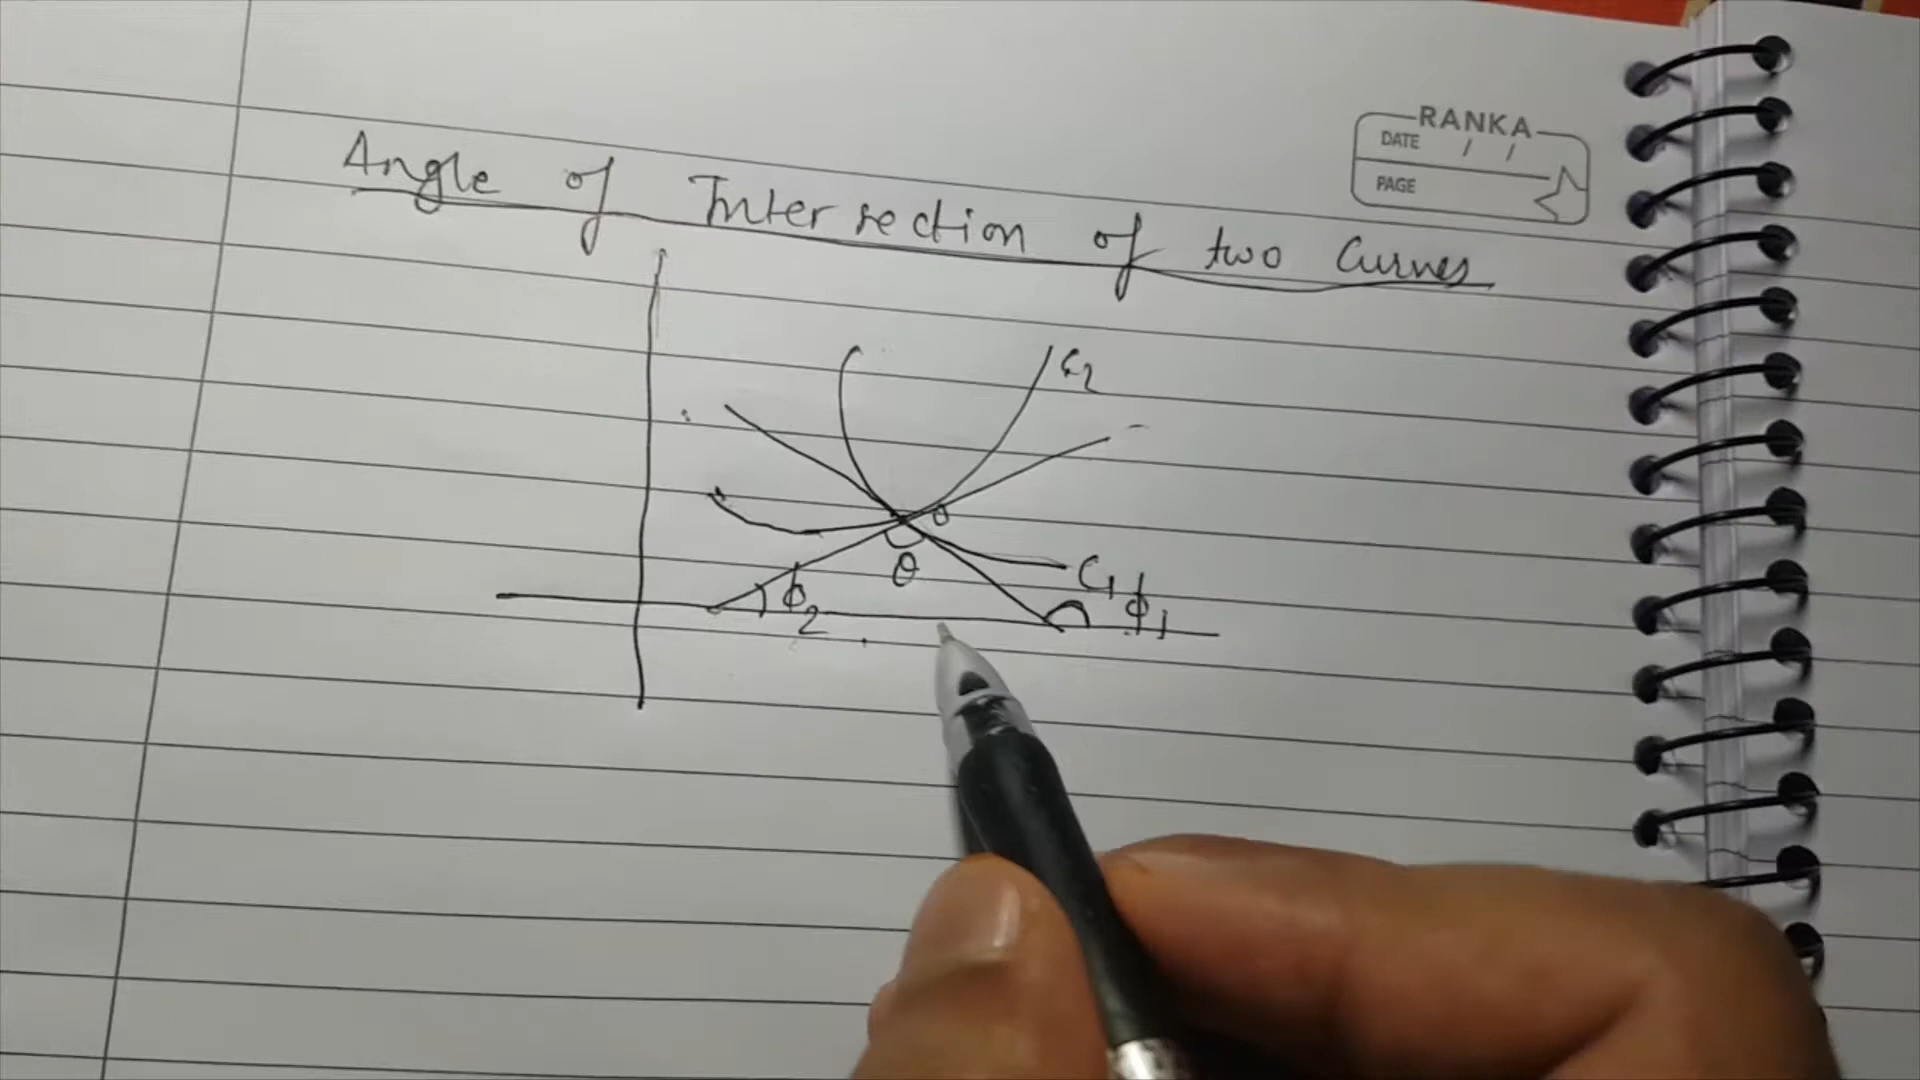 RANKA
DATE / /
PAGE
Angle of Intersection of two Curves
C2
θ
C1
ϕ2
ϕ1